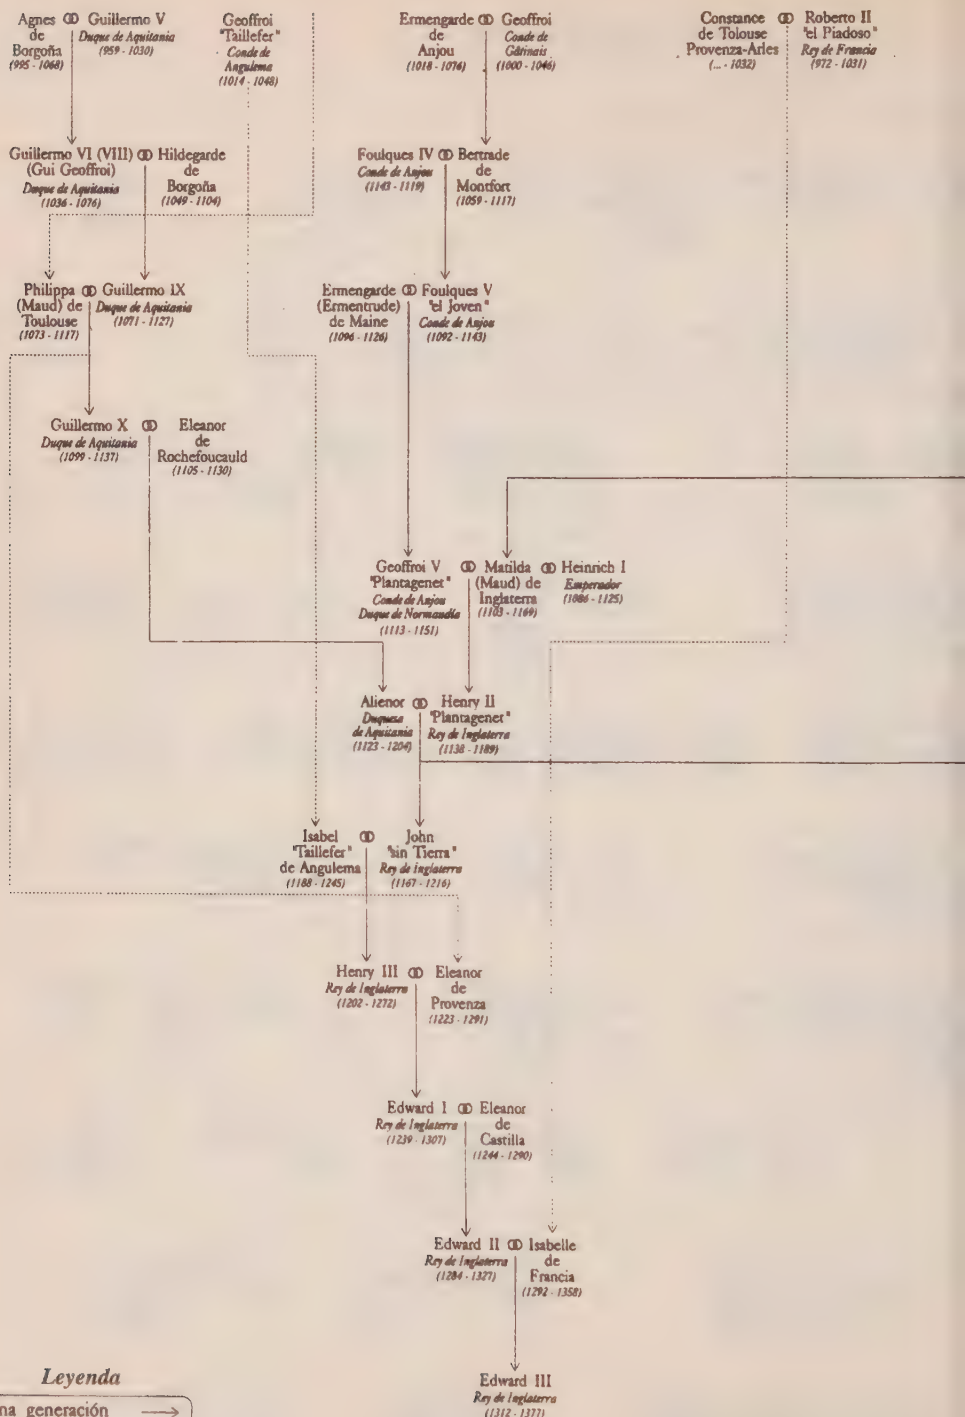 Agnes ⚭ Guillermo V
de Duque de Aquitania
Borgoña (959 - 1030)
(995 - 1068)
Geoffroi
"Taillefer"
Conde de
Angulema
(1014 - 1048)
Ermengarde ⚭ Geoffroi
de Conde de
Anjou Gâtinais
(1018 - 1076) (1000 - 1046)
Constance ⚭ Roberto II
de Tolouse "el Piadoso"
Provenza-Arles Rey de Francia
(... - 1032) (972 - 1031)
Guillermo VI (VIII) ⚭ Hildegarde
(Gui Geoffroi) de
Duque de Aquitania Borgoña
(1036 - 1076) (1049 - 1104)
Foulques IV ⚭ Bertrade
Conde de Anjou de
(1143 - 1119) Montfort
(1059 - 1117)
Philippa ⚭ Guillermo IX
(Maud) de Duque de Aquitania
Toulouse (1071 - 1127)
(1073 - 1117)
Ermengarde ⚭ Foulques V
(Ermentrude) "el Joven"
de Maine Conde de Anjou
(1096 - 1126) (1092 - 1143)
Guillermo X ⚭ Eleanor
Duque de Aquitania de
(1099 - 1137) Rochefoucauld
(1105 - 1130)
Geoffroi V ⚭ Matilda ⚭ Heinrich I
"Plantagenet" (Maud) de Emperador
Conde de Anjou Inglaterra (1086 - 1125)
Duque de Normandía (1103 - 1169)
(1113 - 1151)
Alienor ⚭ Henry II
Duquesa "Plantagenet"
de Aquitania Rey de Inglaterra
(1123 - 1204) (1138 - 1189)
Isabel ⚭ John
"Taillefer" "sin Tierra"
de Angulema Rey de Inglaterra
(1188 - 1245) (1167 - 1216)
Henry III ⚭ Eleanor
Rey de Inglaterra de
(1202 - 1272) Provenza
(1223 - 1291)
Edward I ⚭ Eleanor
Rey de Inglaterra de
(1239 - 1307) Castilla
(1244 - 1290)
Edward II ⚭ Isabelle
Rey de Inglaterra de
(1284 - 1327) Francia
(1292 - 1358)
Edward III
Rey de Inglaterra
(1312 - 1377)
Leyenda
na generación